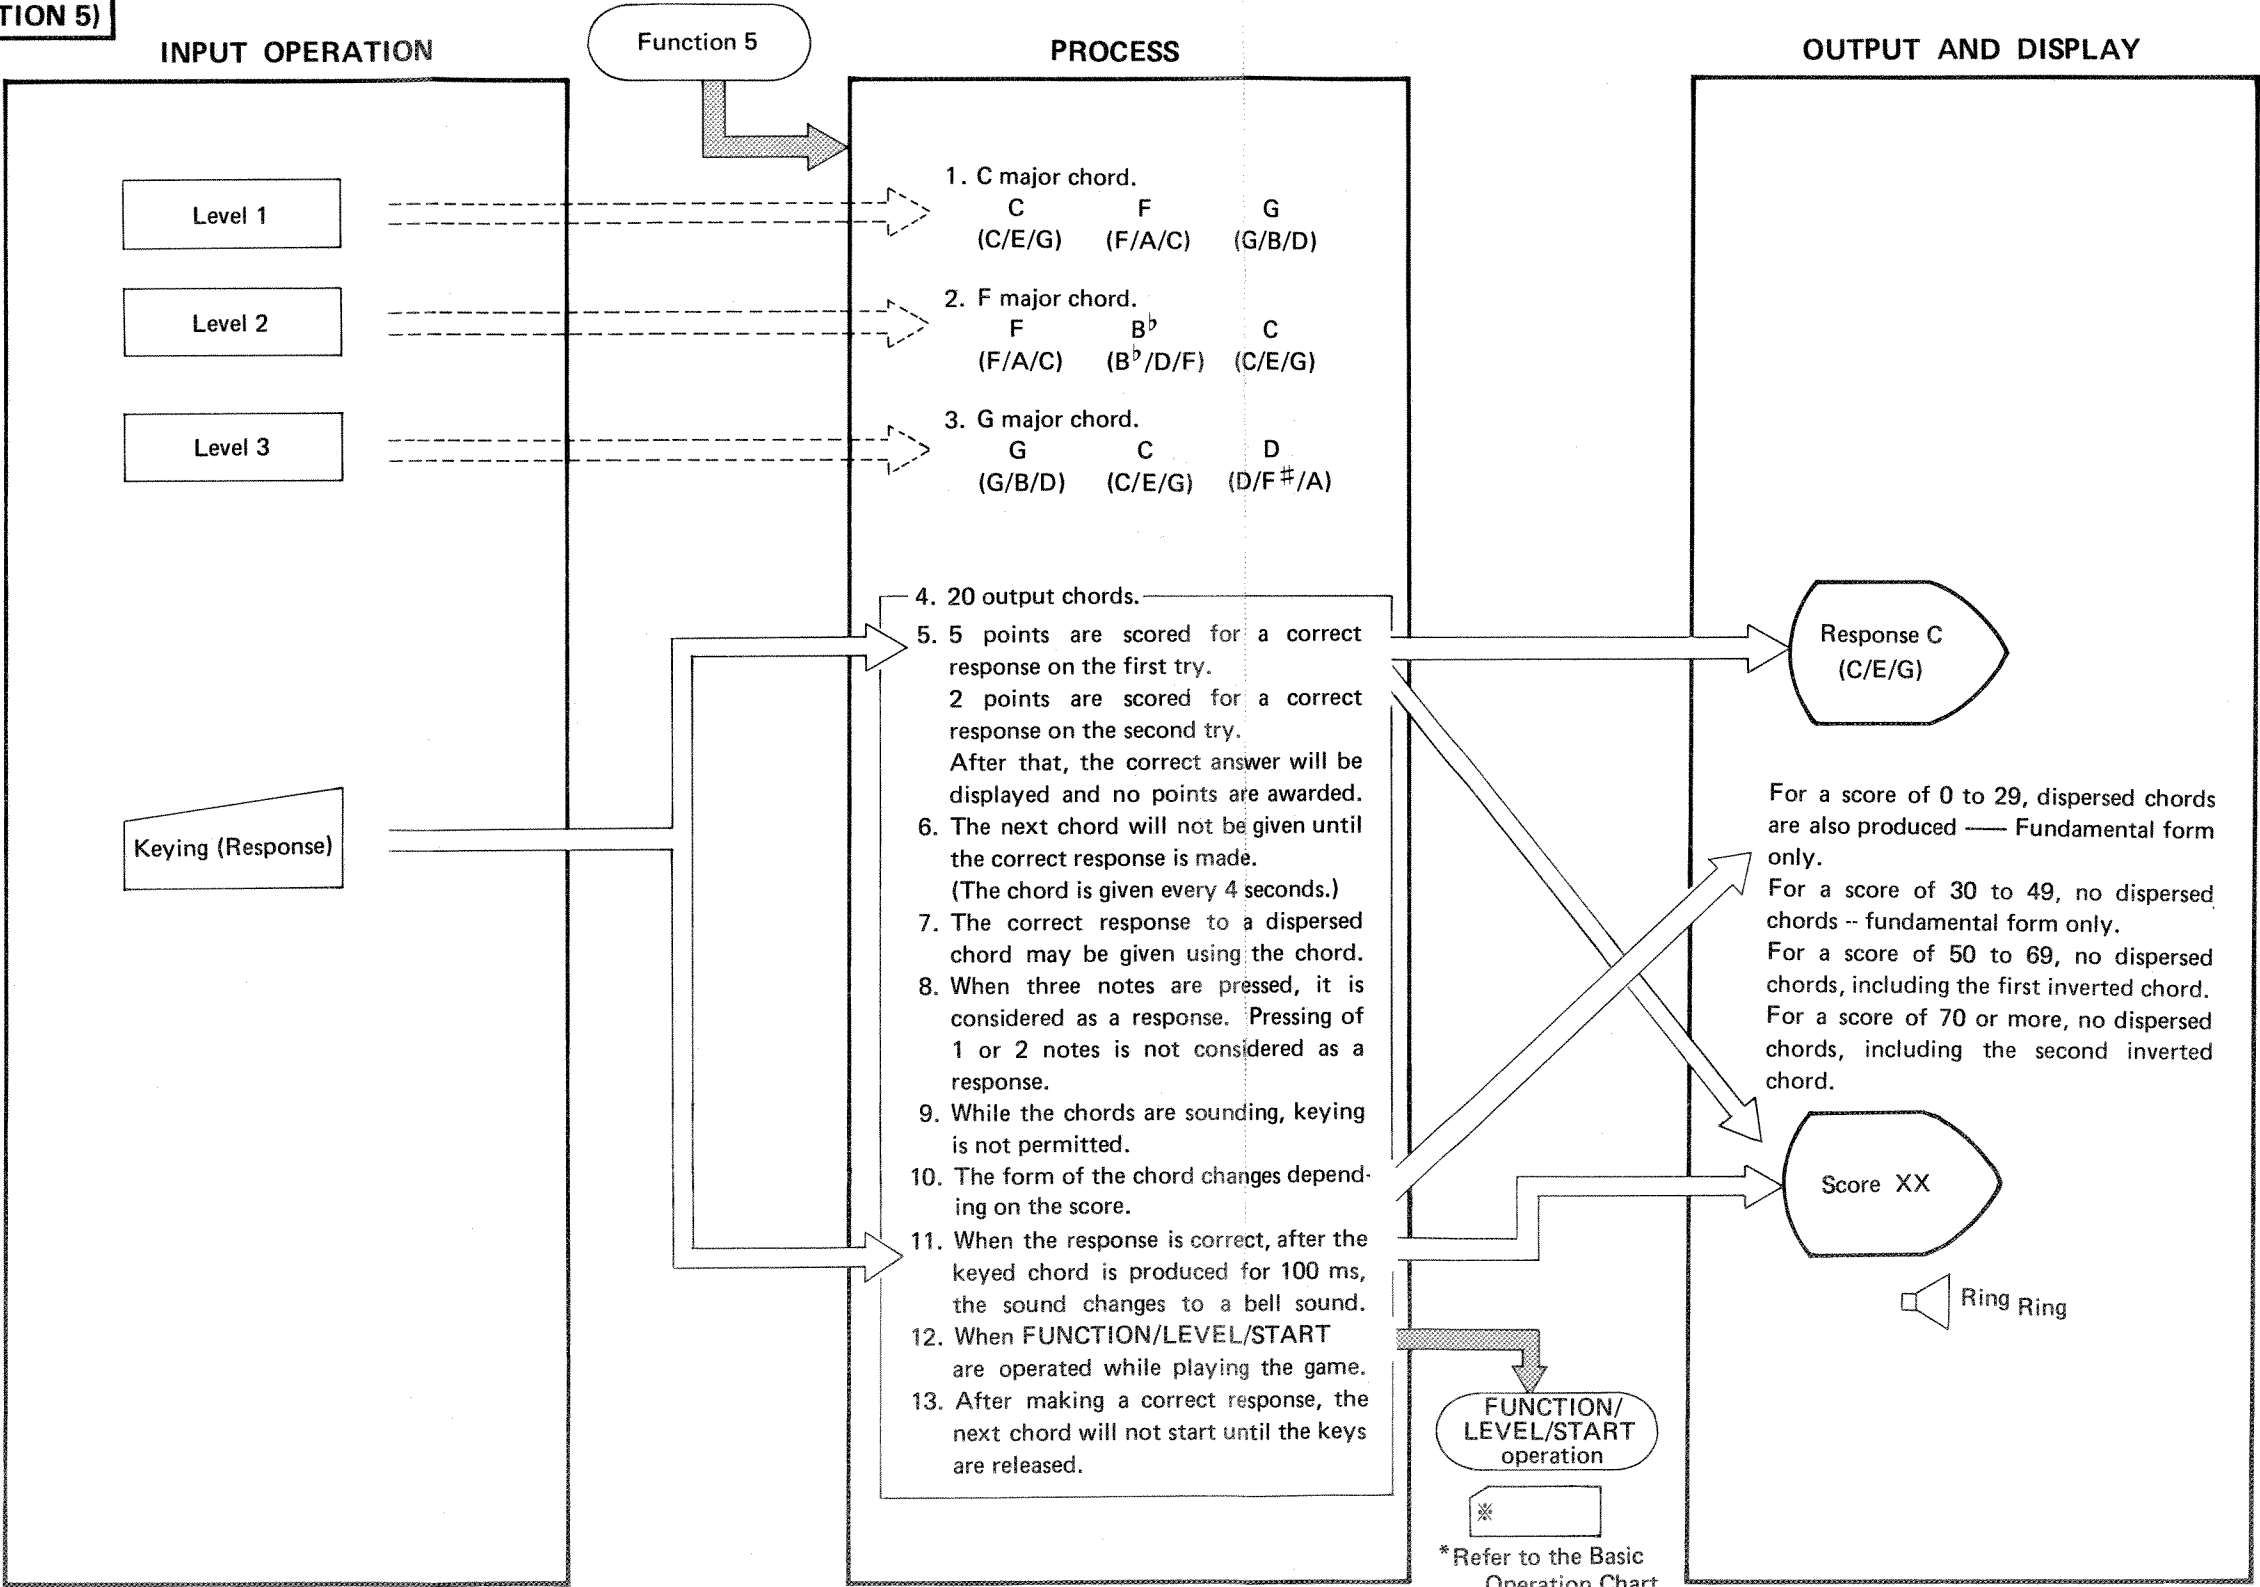 TION 5)
INPUT OPERATION
Function 5
PROCESS
OUTPUT AND DISPLAY
Level 1
Level 2
Level 3
Keying (Response)
1. C major chord.
C F G
(C/E/G) (F/A/C) (G/B/D)
2. F major chord.
F B♭ C
(F/A/C) (B♭/D/F) (C/E/G)
3. G major chord.
G C D
(G/B/D) (C/E/G) (D/F♯/A)
4. 20 output chords.
5. 5 points are scored for a correct
response on the first try.
2 points are scored for a correct
response on the second try.
After that, the correct answer will be
displayed and no points are awarded.
6. The next chord will not be given until
the correct response is made.
(The chord is given every 4 seconds.)
7. The correct response to a dispersed
chord may be given using the chord.
8. When three notes are pressed, it is
considered as a response. Pressing of
1 or 2 notes is not considered as a
response.
9. While the chords are sounding, keying
is not permitted.
10. The form of the chord changes depend-
ing on the score.
11. When the response is correct, after the
keyed chord is produced for 100 ms,
the sound changes to a bell sound.
12. When FUNCTION/LEVEL/START
are operated while playing the game.
13. After making a correct response, the
next chord will not start until the keys
are released.
Response C
(C/E/G)
For a score of 0 to 29, dispersed chords
are also produced —— Fundamental form
only.
For a score of 30 to 49, no dispersed
chords -- fundamental form only.
For a score of 50 to 69, no dispersed
chords, including the first inverted chord.
For a score of 70 or more, no dispersed
chords, including the second inverted
chord.
Score XX
Ring Ring
FUNCTION/
LEVEL/START
operation
※
*Refer to the Basic
Operation Chart